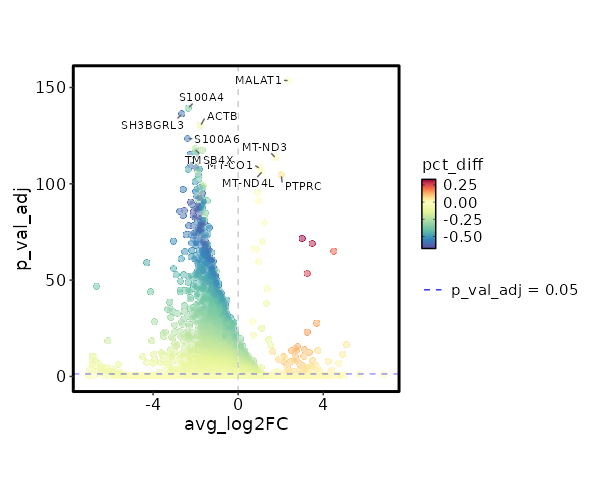 MALAT1
S100A4
SH3BGRL3
ACTB
S100A6
MT-ND3
TMSB4X
MT-CO1
MT-ND4L
PTPRC
150
100
50
0
p_val_adj
-4
0
4
avg_log2FC
pct_diff
0.25
0.00
-0.25
-0.50
p_val_adj = 0.05